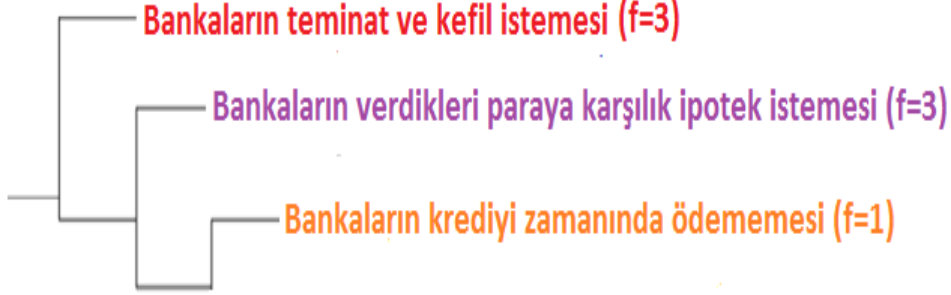 Bankaların teminat ve kefil istemesi (f=3)
Bankaların verdikleri paraya karşılık ipotek istemesi (f=3)
Bankaların krediyi zamanında ödememesi (f=1)